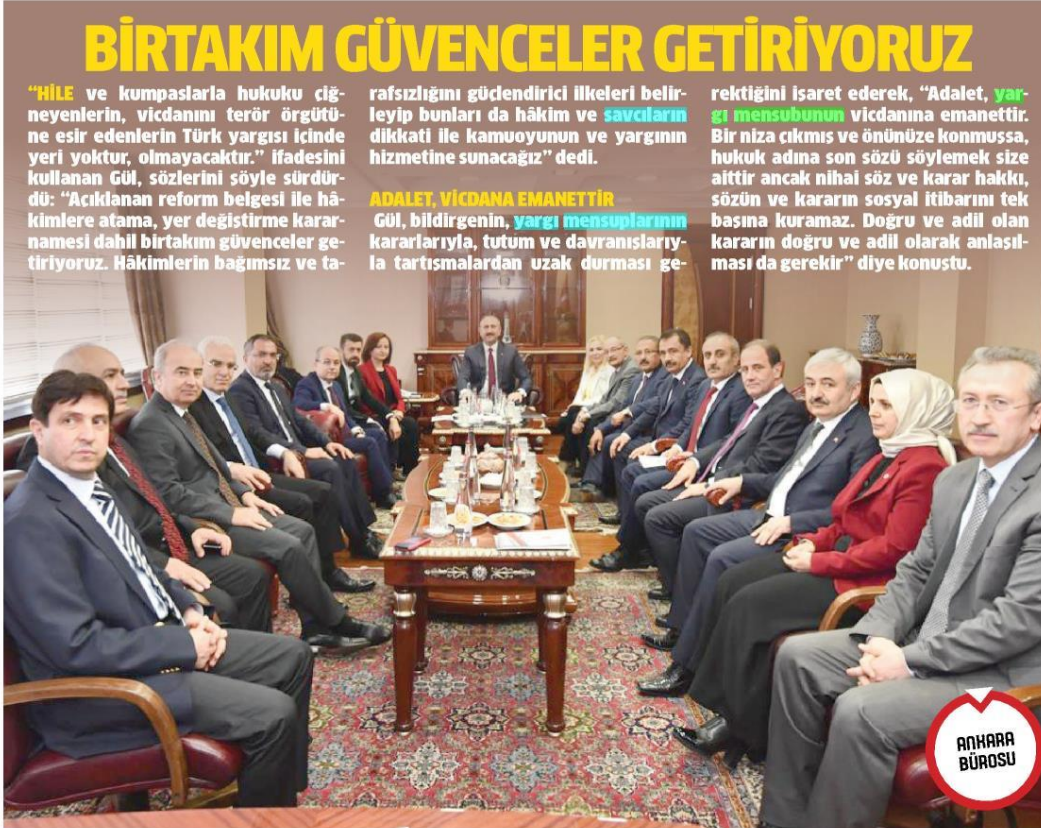 BİRTAKIM GÜVENCELER GETİRİYORUZ
“HİLE ve kumpaslarla hukuku çiğ-
neyenlerin, vicdanını terör örgütü-
ne esir edenlerin Türk yargısı içinde
yeri yoktur, olmayacaktır.” ifadesini
kullanan Gül, sözlerini şöyle sürdür-
dü: “Açıklanan reform belgesi ile hâ-
kimlere atama, yer değiştirme karar-
namesi dahil birtakım güvenceler ge-
tiriyoruz. Hâkimlerin bağımsız ve ta-
rafsızlığını güçlendirici ilkeleri belir-
leyip bunları da hâkim ve savcıların
dikkati ile kamuoyunun ve yargının
hizmetine sunacağız” dedi.
ADALET, VİCDANA EMANETTİR
Gül, bildirgenin, yargı mensuplarının
kararlarıyla, tutum ve davranışlarıy-
la tartışmalardan uzak durması ge-
rektiğini işaret ederek, “Adalet, yar-
gı mensubunun vicdanına emanettir.
Bir niza çıkmış ve önünüze konmuşsa,
hukuk adına son sözü söylemek size
aittir ancak nihai söz ve karar hakkı,
sözün ve kararın sosyal itibarını tek
başına kuramaz. Doğru ve adil olan
kararın doğru ve adil olarak anlaşıl-
ması da gerekir” diye konuştu.
ANKARA
BÜROSU